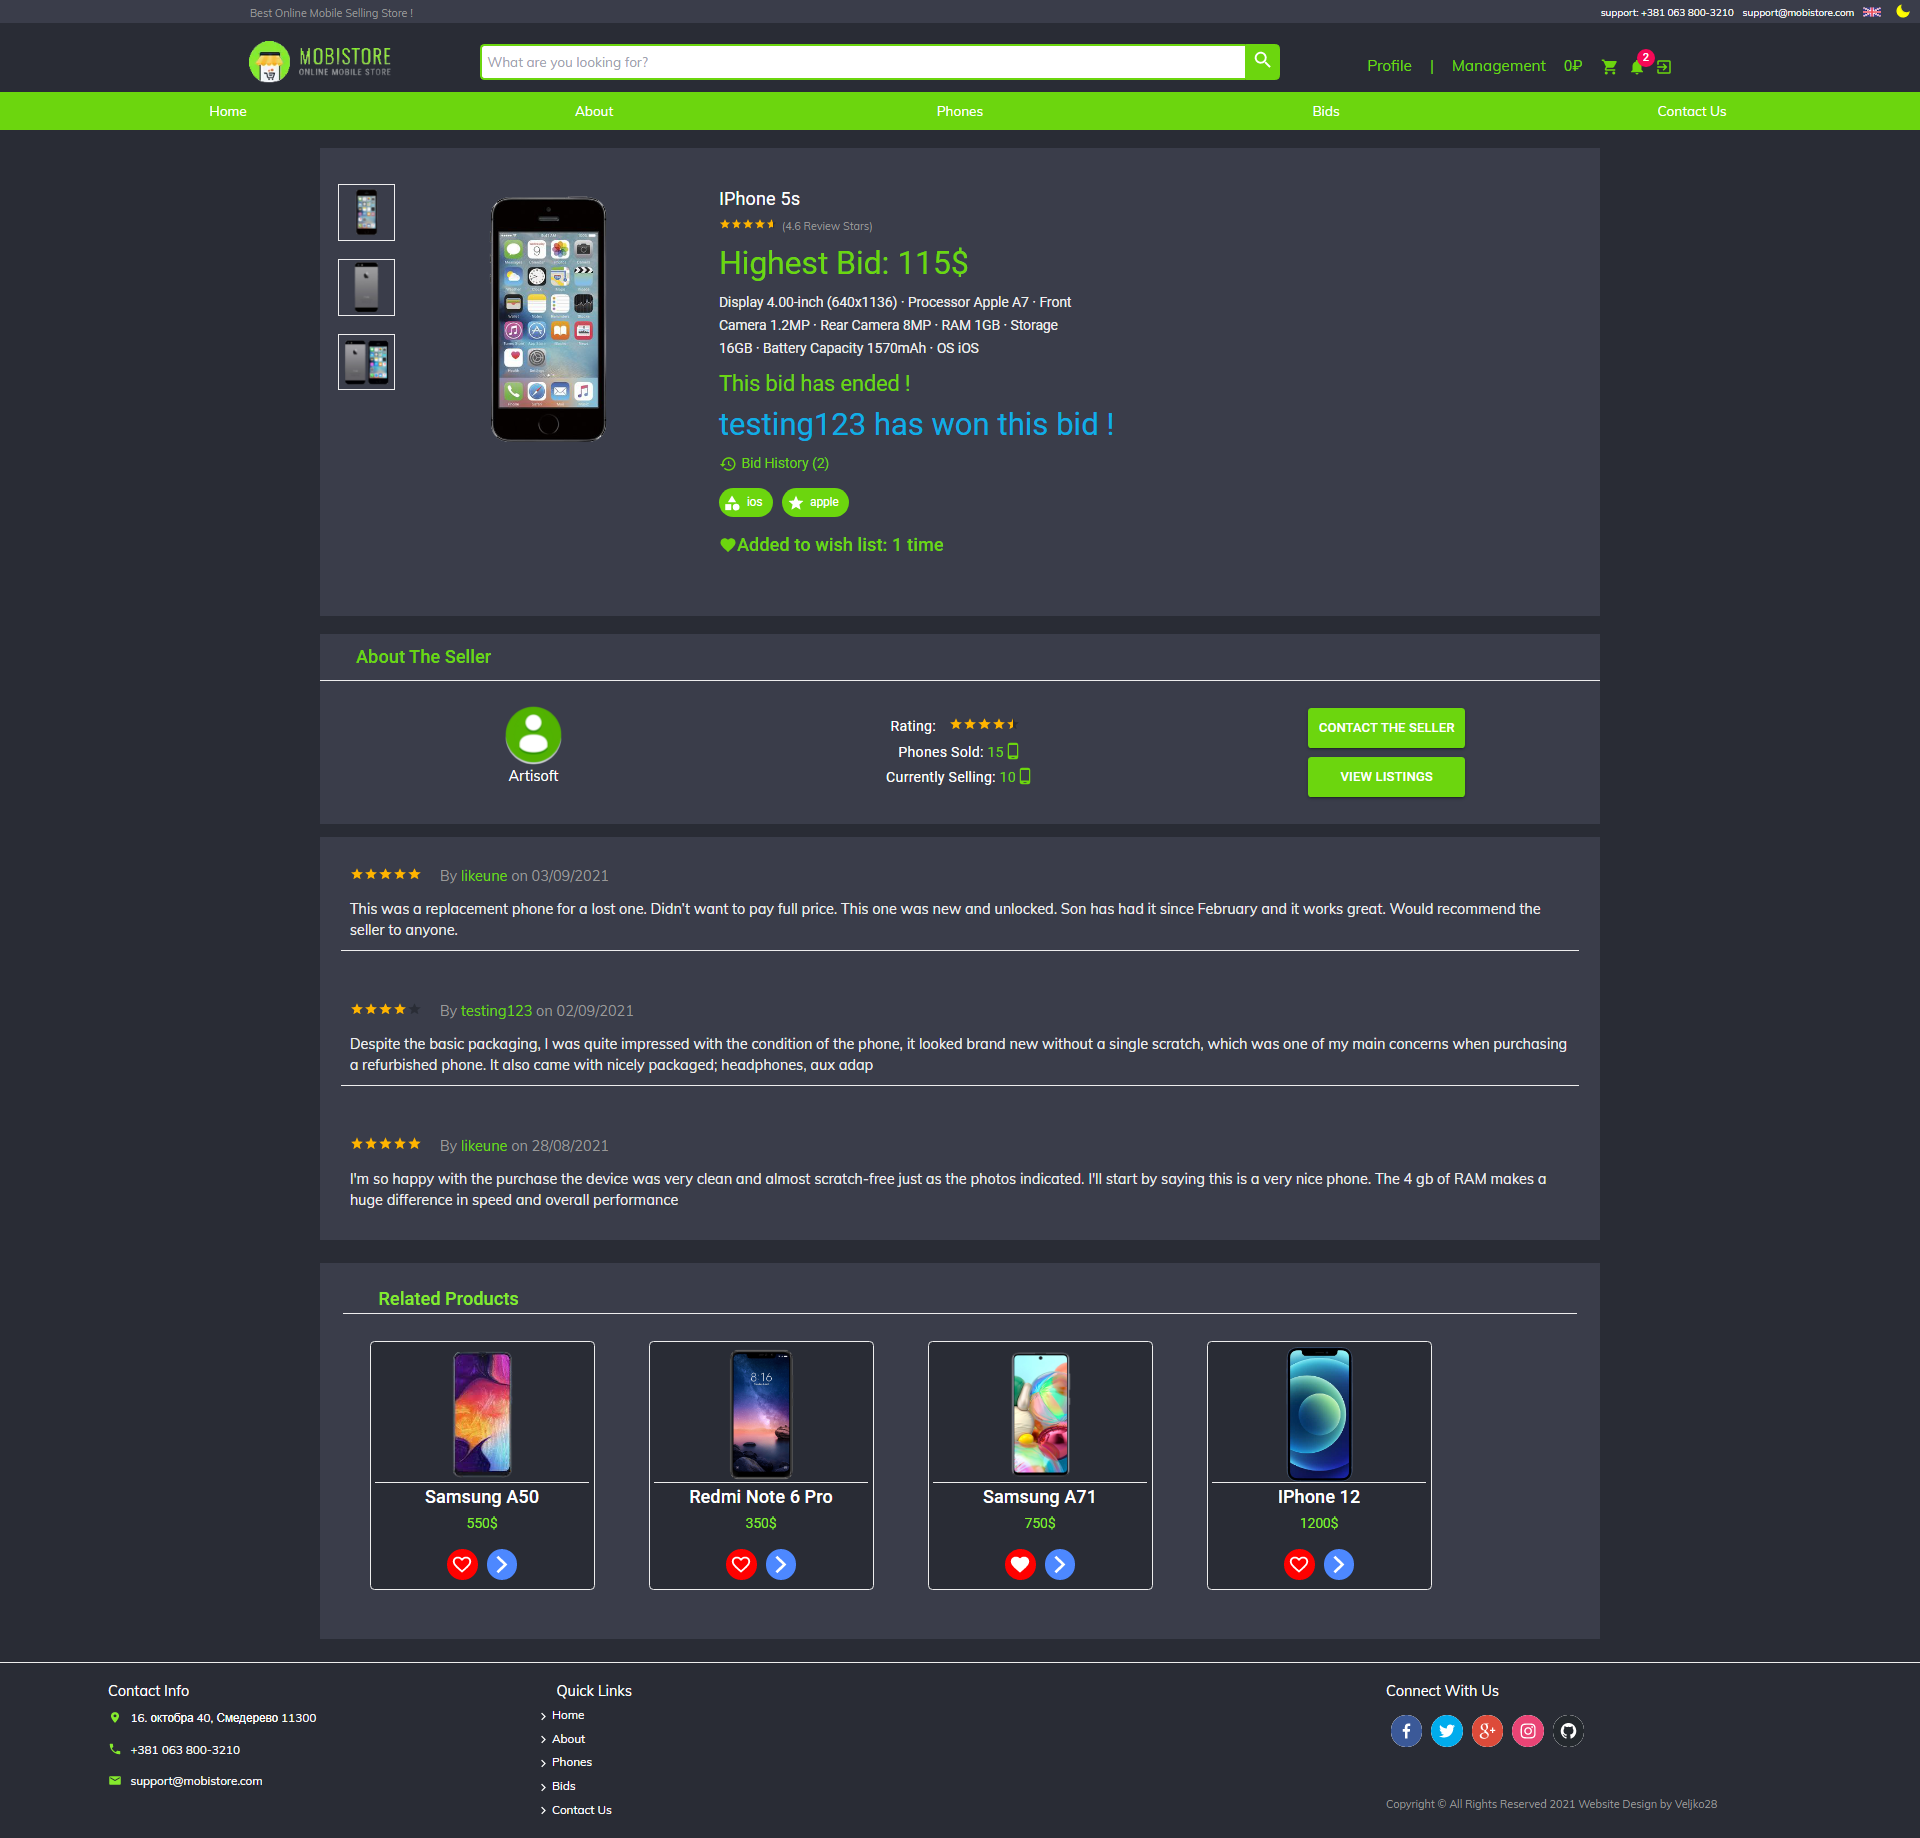 Best Online Mobile Selling Store !
support: +381 063 800-3210 support@mobistore.com
MOBISTORE
ONLINE MOBILE STORE
What are you looking for?
Profile | Management 0₽ 2
Home About Phones Bids Contact Us
IPhone 5s
(4.6 Review Stars)
Highest Bid: 115$
Display 4.00-inch (640x1136) · Processor Apple A7 · Front
Camera 1.2MP · Rear Camera 8MP · RAM 1GB · Storage
16GB · Battery Capacity 1570mAh · OS iOS
This bid has ended !
testing123 has won this bid !
Bid History (2)
ios apple
Added to wish list: 1 time
About The Seller
Artisoft
Rating:
Phones Sold: 15
Currently Selling: 10
CONTACT THE SELLER
VIEW LISTINGS
By likeune on 03/09/2021
This was a replacement phone for a lost one. Didn't want to pay full price. This one was new and unlocked. Son has had it since February and it works great. Would recommend the
seller to anyone.
By testing123 on 02/09/2021
Despite the basic packaging, I was quite impressed with the condition of the phone, it looked brand new without a single scratch, which was one of my main concerns when purchasing
a refurbished phone. It also came with nicely packaged; headphones, aux adap
By likeune on 28/08/2021
I'm so happy with the purchase the device was very clean and almost scratch-free just as the photos indicated. I'll start by saying this is a very nice phone. The 4 gb of RAM makes a
huge difference in speed and overall performance
Related Products
8:16
Samsung A50
550$
Redmi Note 6 Pro
350$
Samsung A71
750$
IPhone 12
1200$
Contact Info
16. октобра 40, Смедерево 11300
+381 063 800-3210
support@mobistore.com
Quick Links
Home
About
Phones
Bids
Contact Us
Connect With Us
Copyright © All Rights Reserved 2021 Website Design by Veljko28